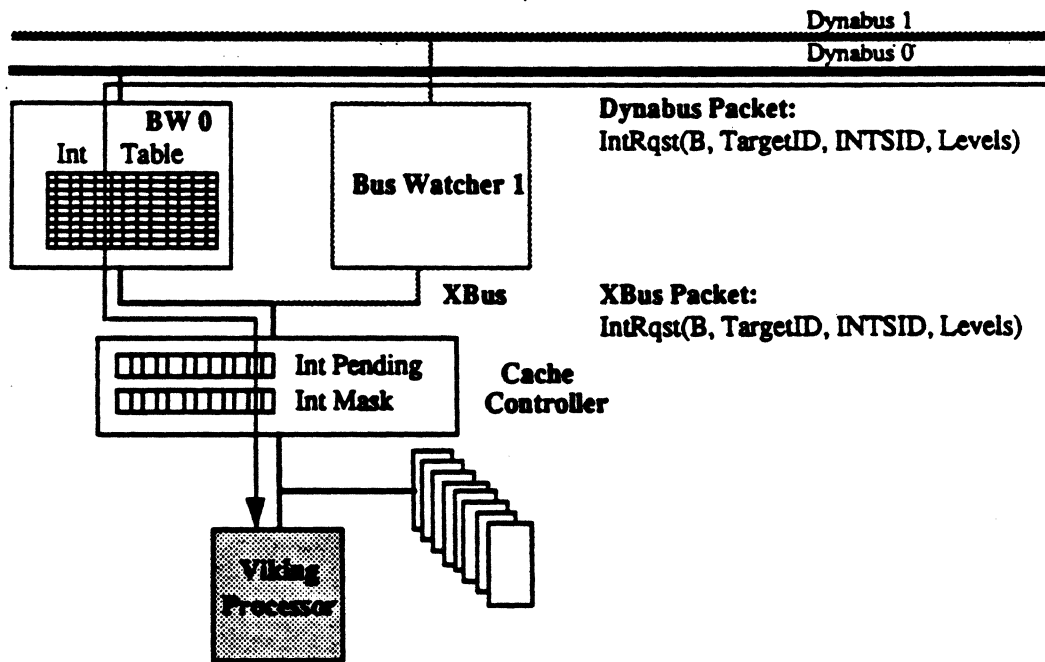 Dynabus 1
Dynabus 0
BW 0
Int Table
Bus Watcher 1
Dynabus Packet:
IntRqst(B, TargetID, INTSID, Levels)
XBus
XBus Packet:
IntRqst(B, TargetID, INTSID, Levels)
Int Pending
Int Mask
Cache
Controller
Viking
Processor